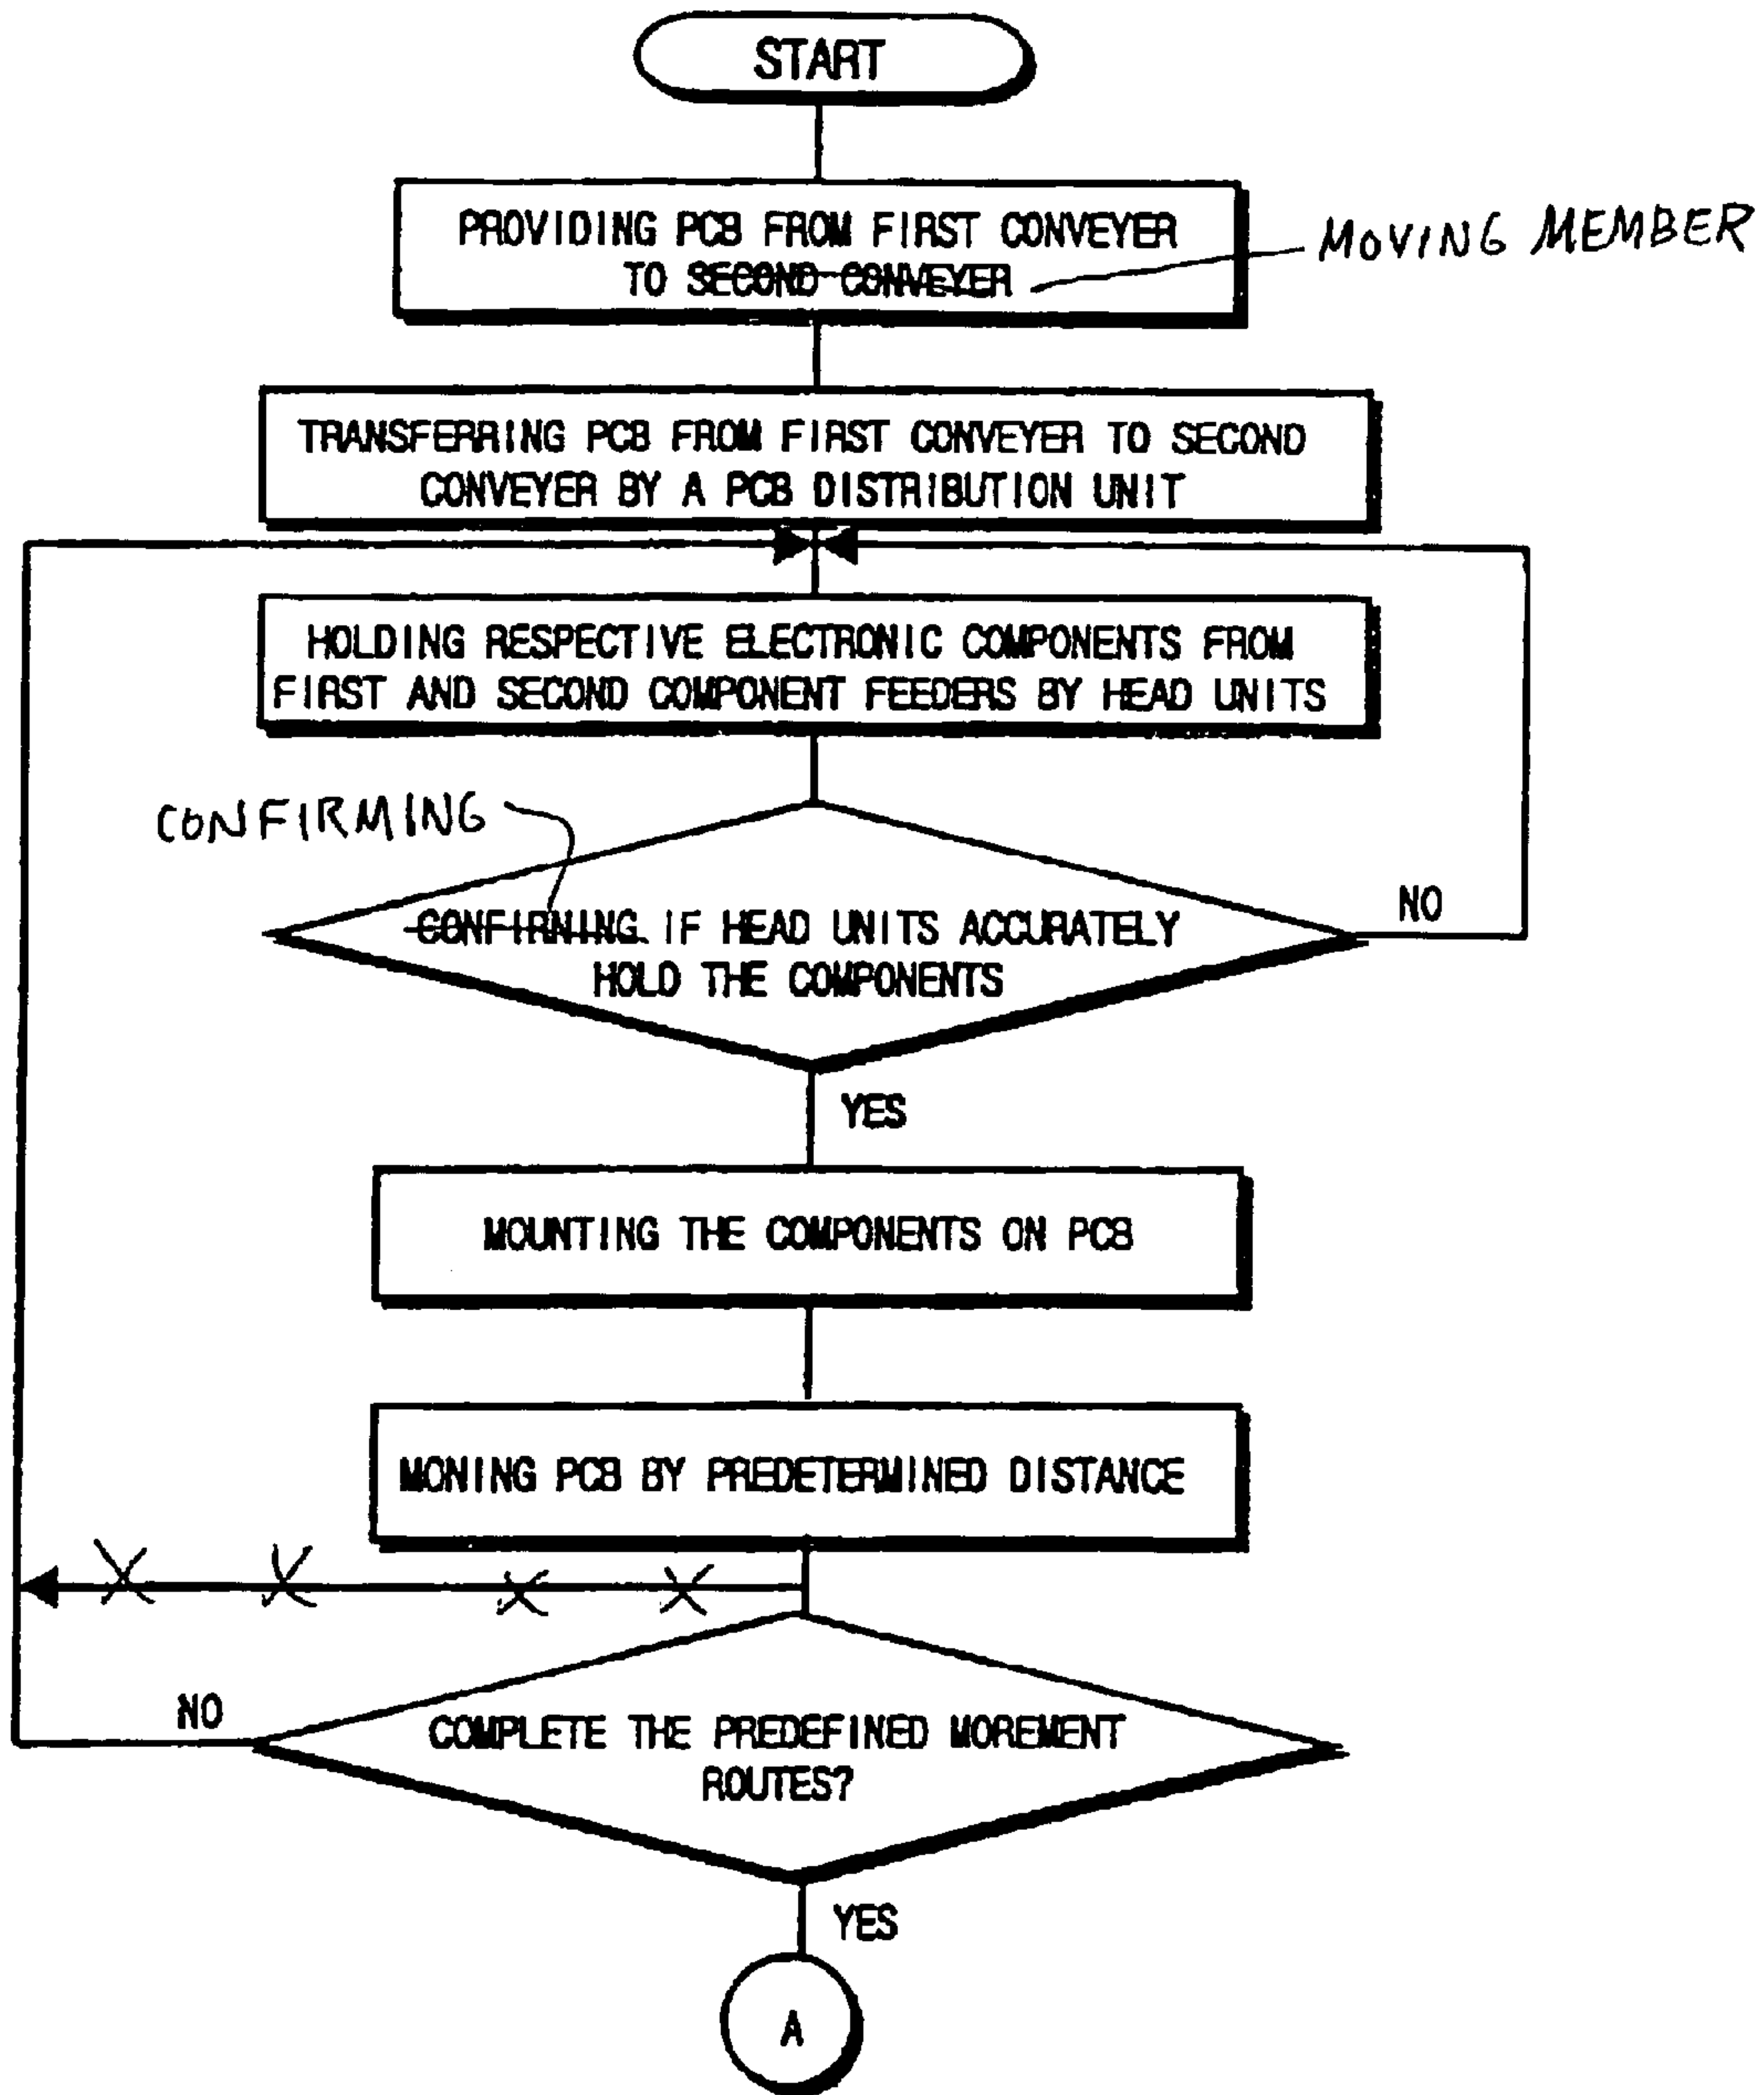 START
PROVIDING PCB FROM FIRST CONVEYER
TO SECOND CONVEYER
MOVING MEMBER
TRANSFERRING PCB FROM FIRST CONVEYER TO SECOND
CONVEYER BY A PCB DISTRIBUTION UNIT
HOLDING RESPECTIVE ELECTRONIC COMPONENTS FROM
FIRST AND SECOND COMPONENT FEEDERS BY HEAD UNITS
CONFIRMING
CONFIRNING IF HEAD UNITS ACCURATELY
HOLD THE COMPONENTS
NO
YES
MOUNTING THE COMPONENTS ON PCB
MONING PCB BY PREDETERMINED DISTANCE
NO
COMPLETE THE PREDEFINED MOREMENT
ROUTES?
YES
A